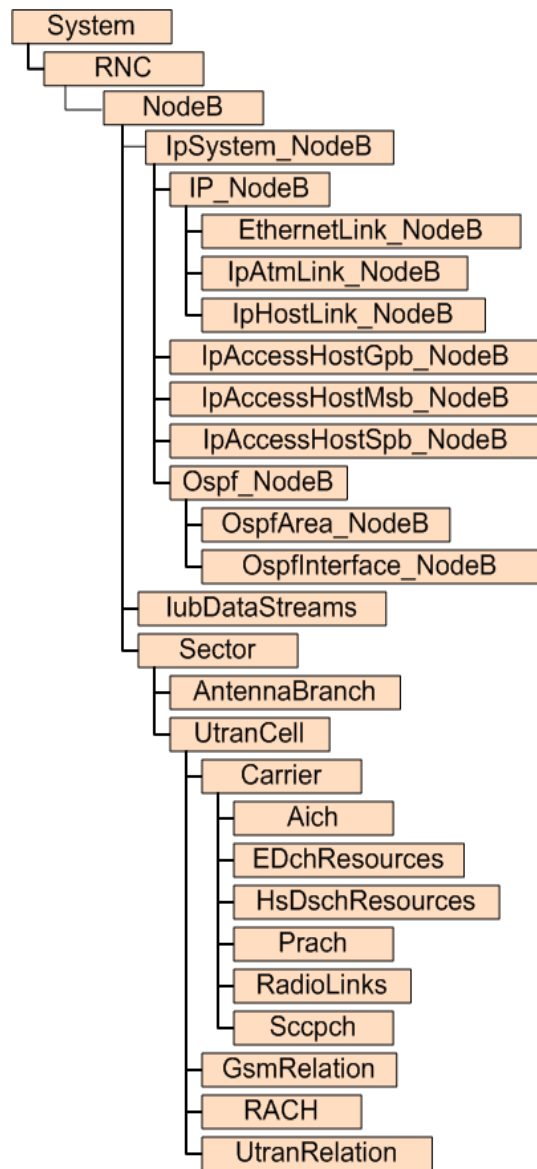 System
RNC
NodeB
IpSystem_NodeB
IP_NodeB
EthernetLink_NodeB
IpAtmLink_NodeB
IpHostLink_NodeB
IpAccessHostGpb_NodeB
IpAccessHostMsb_NodeB
IpAccessHostSpb_NodeB
Ospf_NodeB
OspfArea_NodeB
OspfInterface_NodeB
IubDataStreams
Sector
AntennaBranch
UtranCell
Carrier
Aich
EDchResources
HsDschResources
Prach
RadioLinks
Sccpch
GsmRelation
RACH
UtranRelation